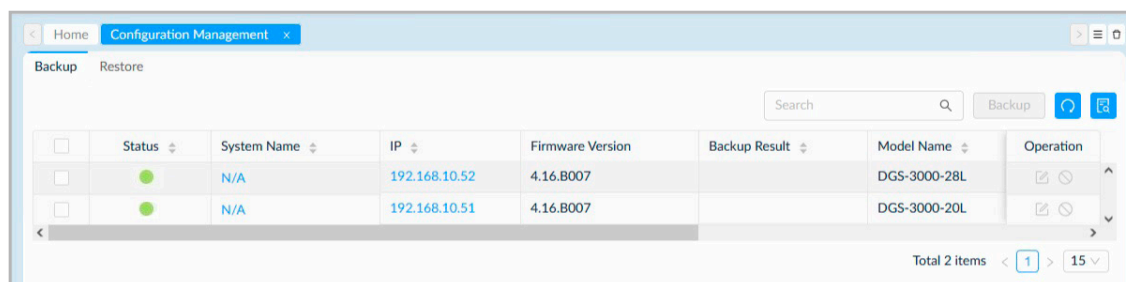 Home Configuration Management ×
Backup Restore
Search Backup
Status System Name IP Firmware Version Backup Result Model Name Operation
N/A 192.168.10.52 4.16.B007 DGS-3000-28L
N/A 192.168.10.51 4.16.B007 DGS-3000-20L
Total 2 items < 1 > 15